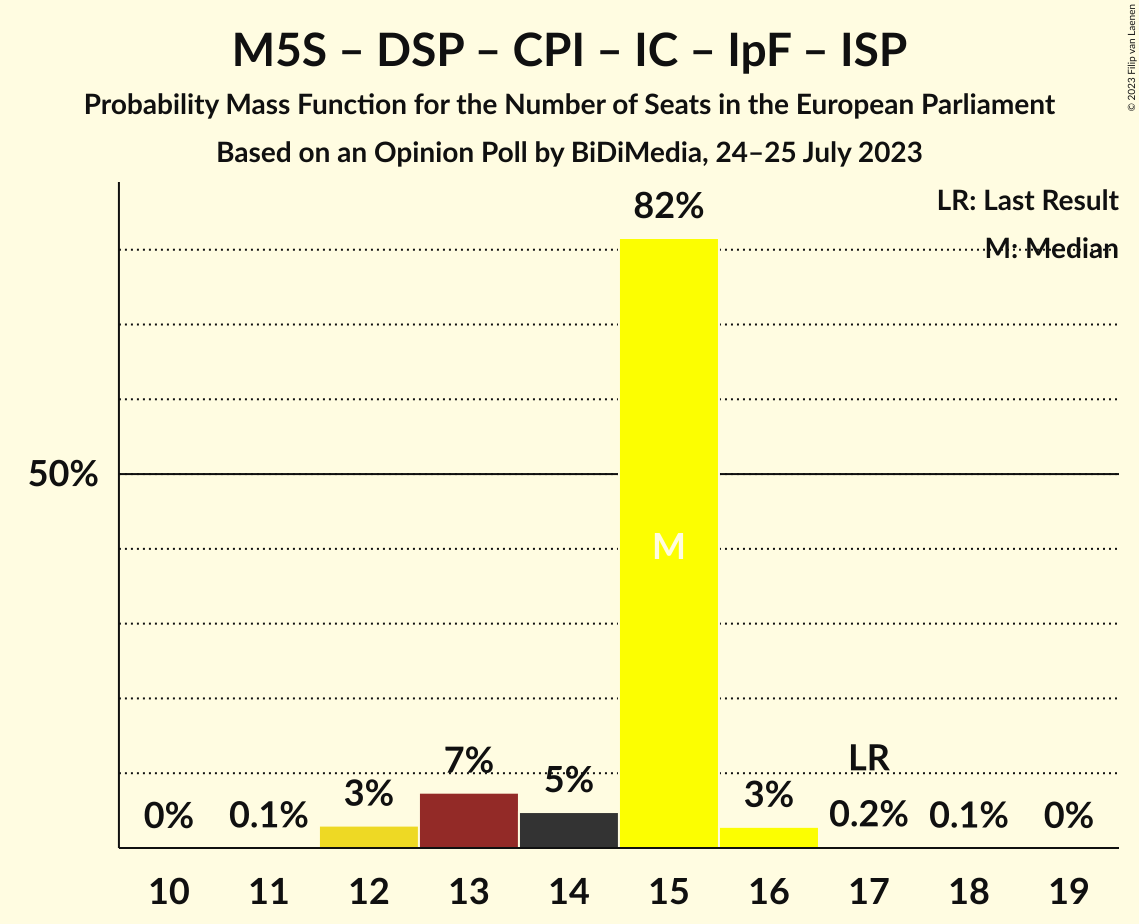 M5S – DSP – CPI – IC – IpF – ISP
Probability Mass Function for the Number of Seats in the European Parliament
Based on an Opinion Poll by BiDiMedia, 24–25 July 2023
© 2023 Filip van Laenen
LR: Last Result
M: Median
82%
50%
M
0% 0.1% 3% 7% 5% 3% LR 0.2% 0.1% 0%
10 11 12 13 14 15 16 17 18 19